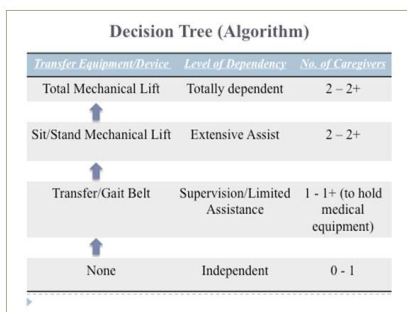 Decision Tree (Algorithm)
Transfer Equipment/Device Level of Dependency No. of Caregivers
Total Mechanical Lift Totally dependent 2 – 2+
Sit/Stand Mechanical Lift Extensive Assist 2 – 2+
Transfer/Gait Belt Supervision/Limited 1 - 1+ (to hold
Assistance medical
equipment)
None Independent 0 - 1